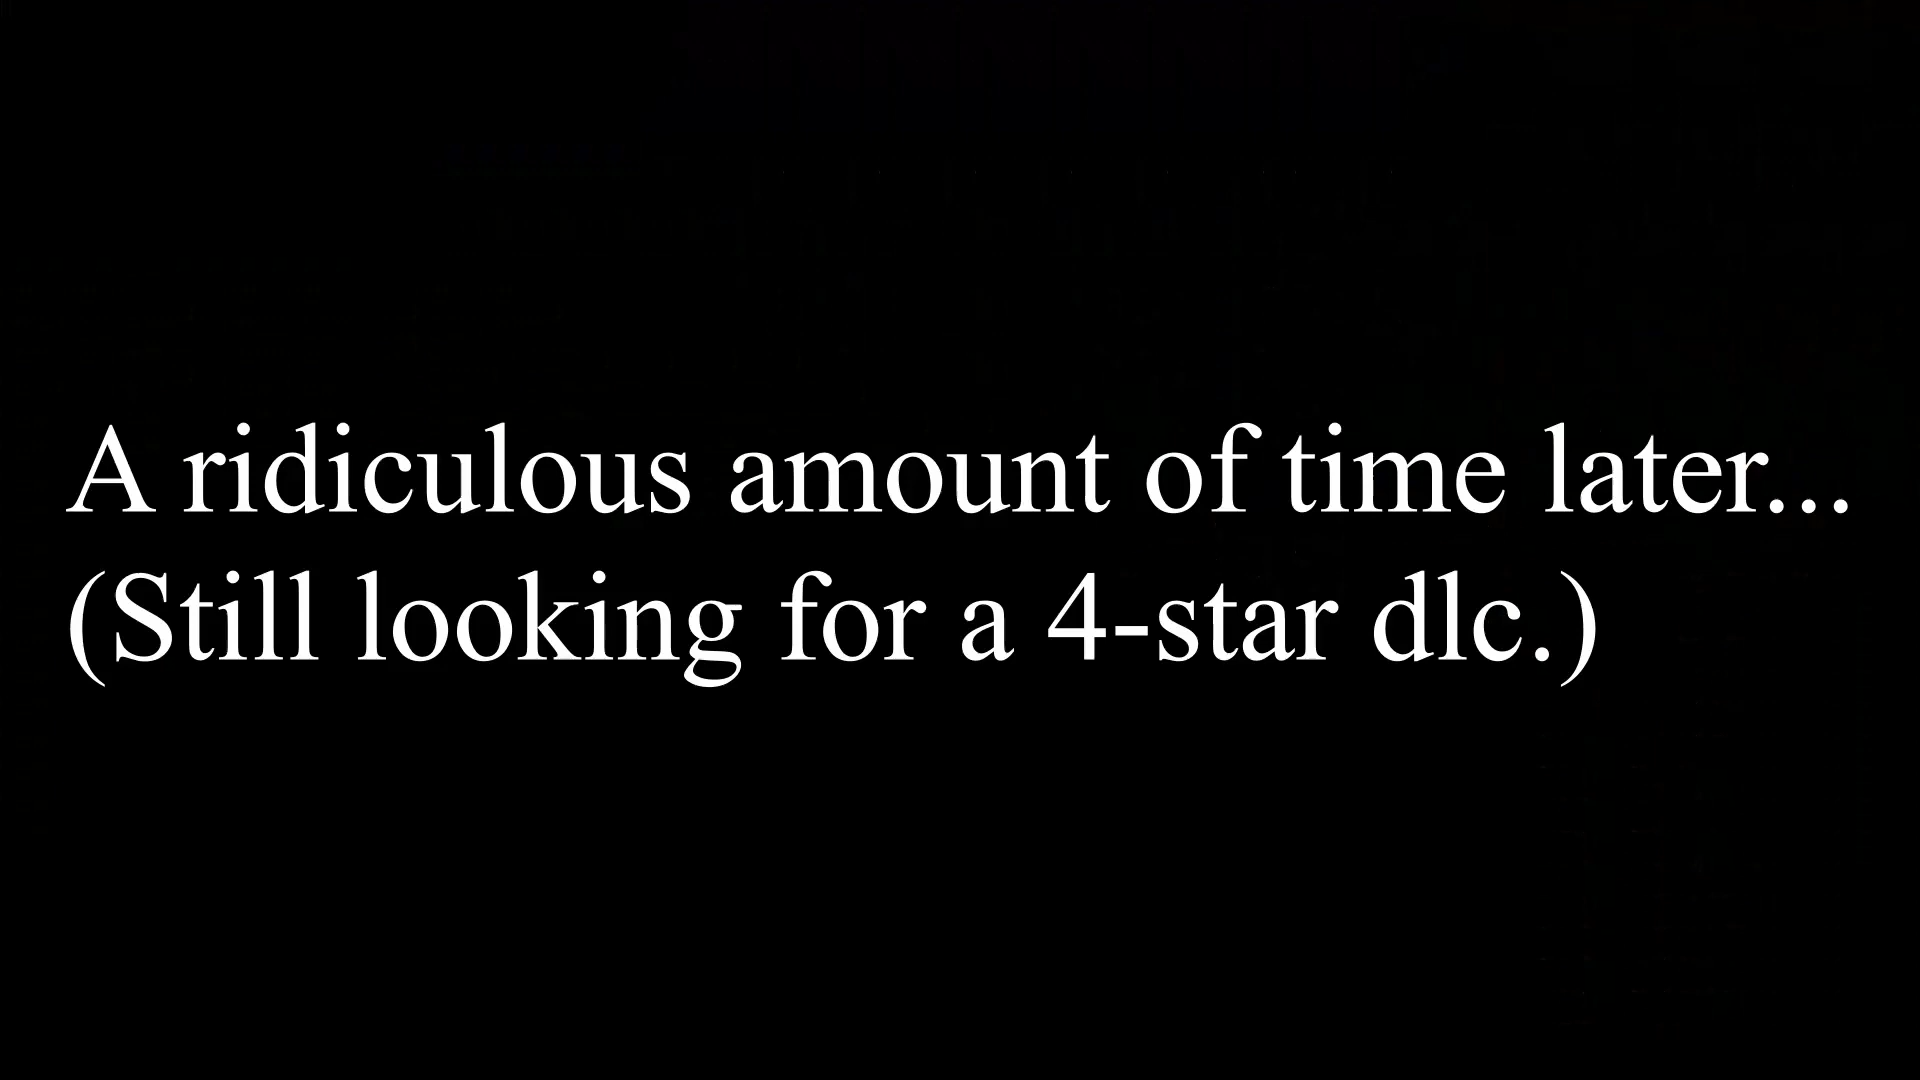 A ridiculous amount of time later...
(Still looking for a 4-star dlc.)